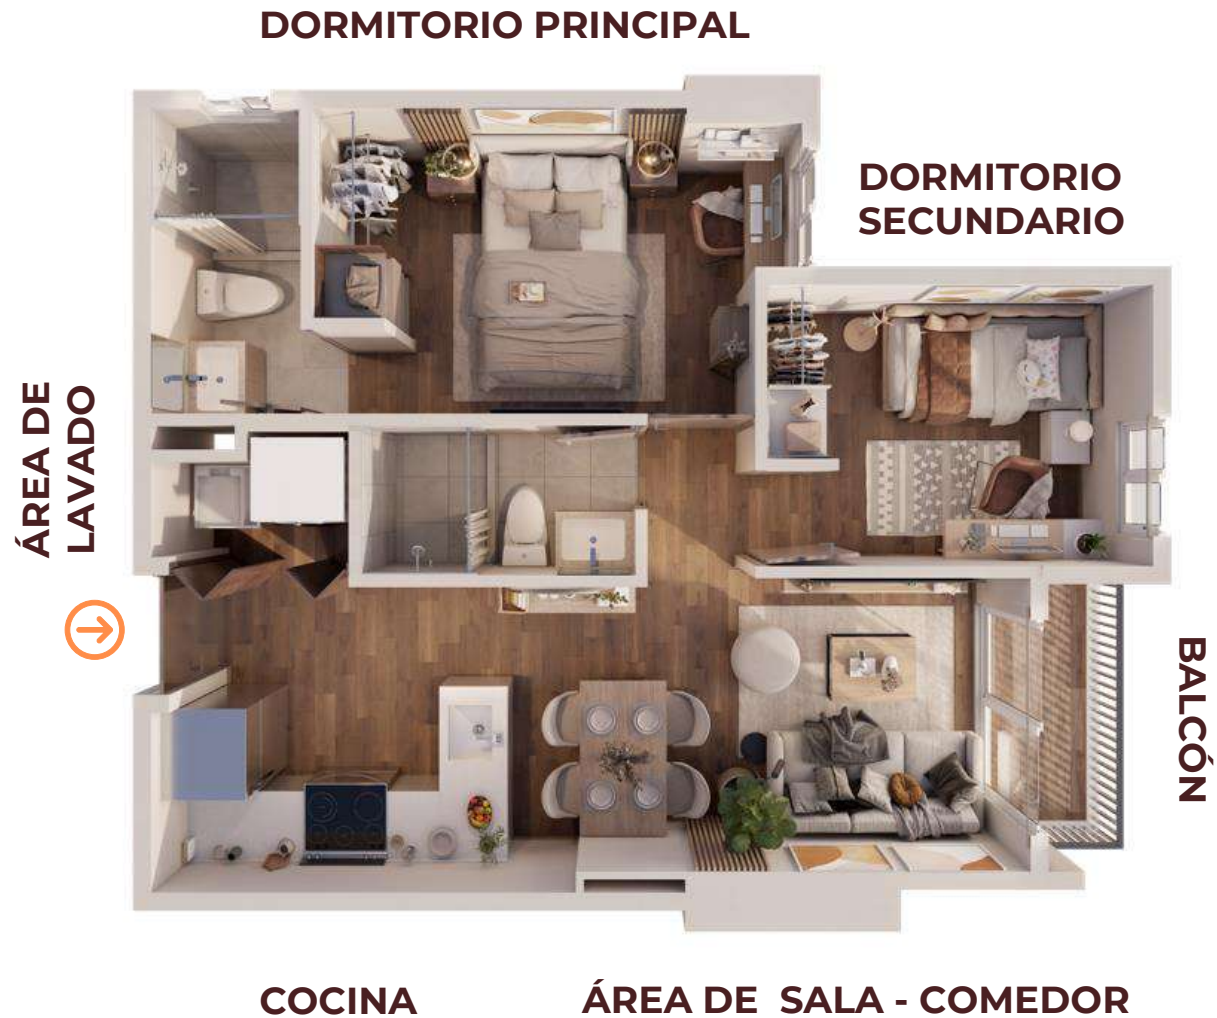 DORMITORIO PRINCIPAL
DORMITORIO
SECUNDARIO
ÁREA DE
LAVADO
BALCÓN
COCINA
ÁREA DE SALA - COMEDOR